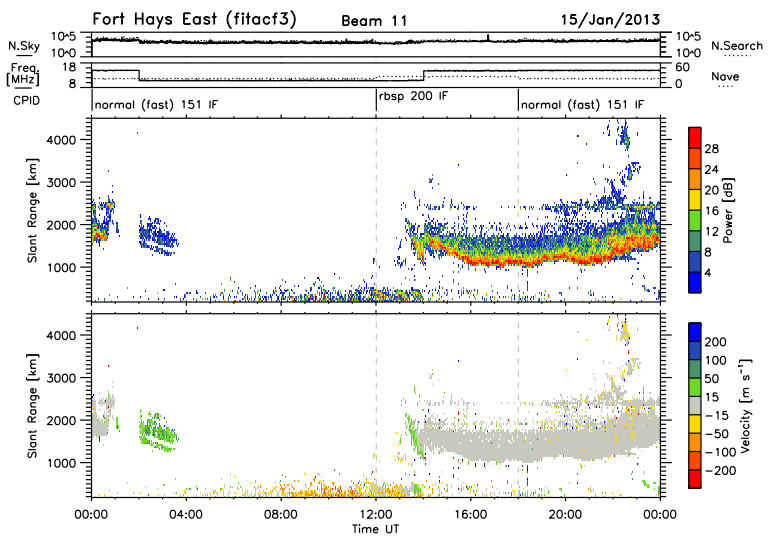 Fort Hays East (fitacf3) Beam 11 15/Jan/2013
N.Sky 10^5 10^0 10^5 10^0 N.Search
Freq. [MHz] 18 8 60 0 Nave
CPID normal (fast) 151 IF rbsp 200 IF normal (fast) 151 IF
Slant Range [km]
4000
3000
2000
1000
28
24
20
16
12
8
4
Power [dB]
Slant Range [km]
4000
3000
2000
1000
200
100
50
15
-15
-50
-100
-200
Velocity [m s⁻¹]
00:00 04:00 08:00 12:00 16:00 20:00 00:00
Time UT